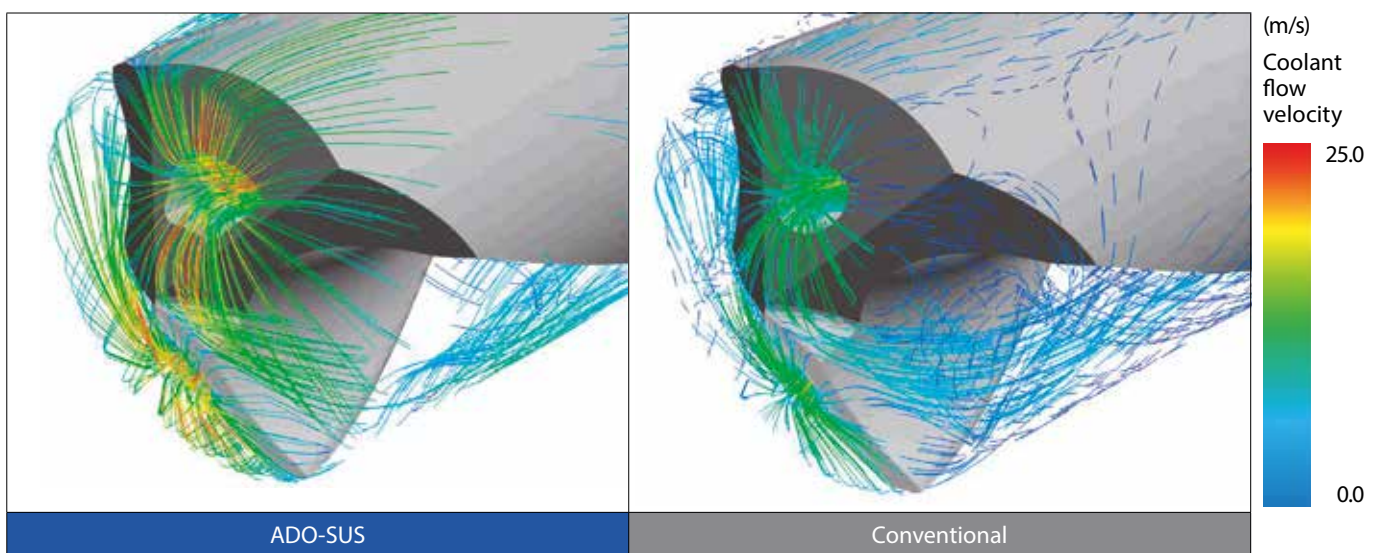 (m/s)
Coolant
flow
velocity
25.0
0.0
ADO-SUS
Conventional